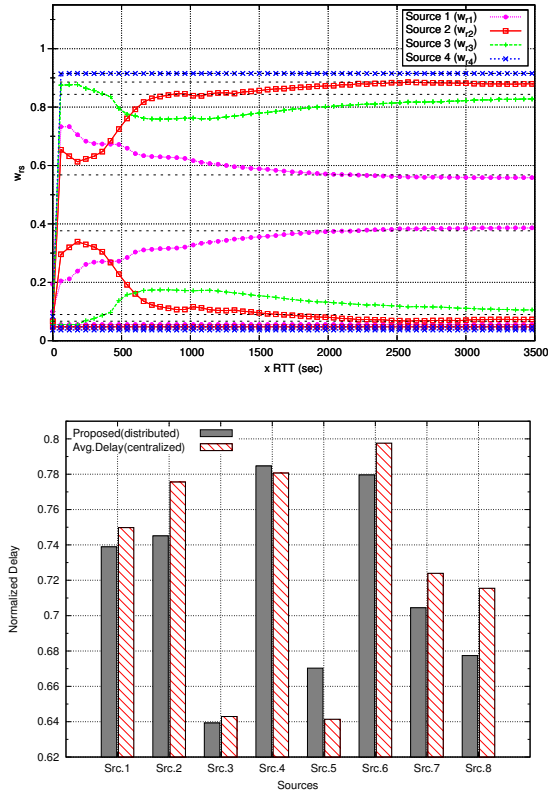 Source 1 (w_r1)
Source 2 (w_r2)
Source 3 (w_r3)
Source 4 (w_r4)
1
0.8
0.6
0.4
0.2
0
w_rs
0 500 1000 1500 2000 2500 3000 3500
x RTT (sec)
Proposed(distributed)
Avg.Delay(centralized)
0.8
0.78
0.76
0.74
0.72
0.7
0.68
0.66
0.64
0.62
Normalized Delay
Src.1 Src.2 Src.3 Src.4 Src.5 Src.6 Src.7 Src.8
Sources